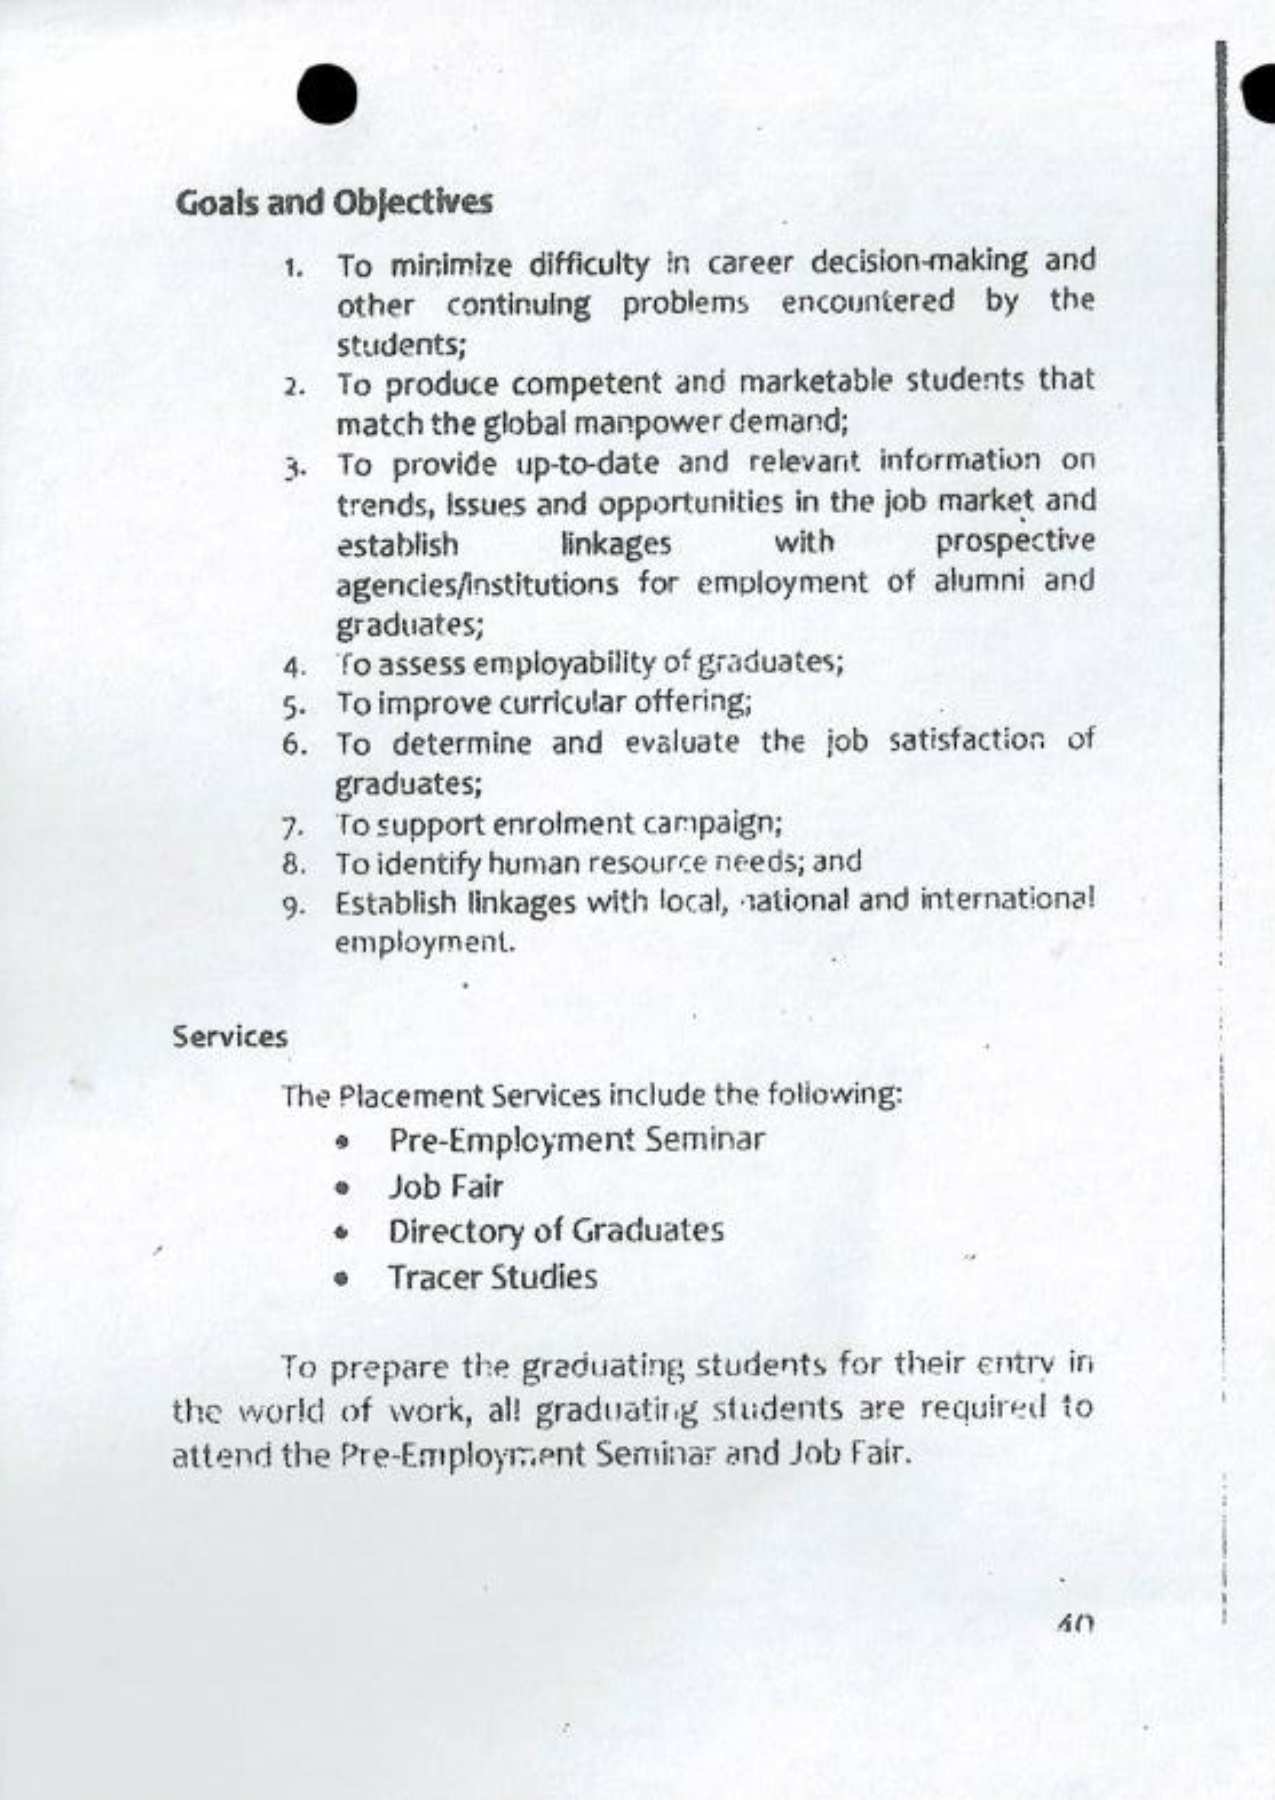 Goals and Objectives
1. To minimize difficulty in career decision-making and
other continuing problems encountered by the
students;
2. To produce competent and marketable students that
match the global manpower demand;
3. To provide up-to-date and relevant information on
trends, issues and opportunities in the job market and
establish linkages with prospective
agencies/institutions for employment of alumni and
graduates;
4. To assess employability of graduates;
5. To improve curricular offering;
6. To determine and evaluate the job satisfaction of
graduates;
7. To support enrolment campaign;
8. To identify human resource needs; and
9. Establish linkages with local, national and international
employment.
Services
The Placement Services include the following:
• Pre-Employment Seminar
• Job Fair
• Directory of Graduates
• Tracer Studies
To prepare the graduating students for their entry in
the world of work, all graduating students are required to
attend the Pre-Employment Seminar and Job Fair.
40